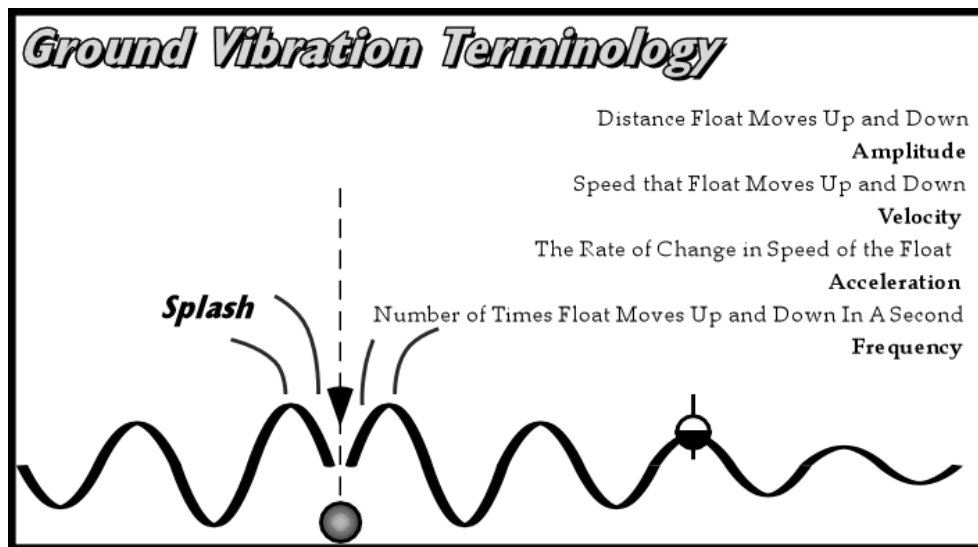 Ground Vibration Terminology
Distance Float Moves Up and Down
Amplitude
Speed that Float Moves Up and Down
Velocity
The Rate of Change in Speed of the Float
Acceleration
Splash
Number of Times Float Moves Up and Down In A Second
Frequency